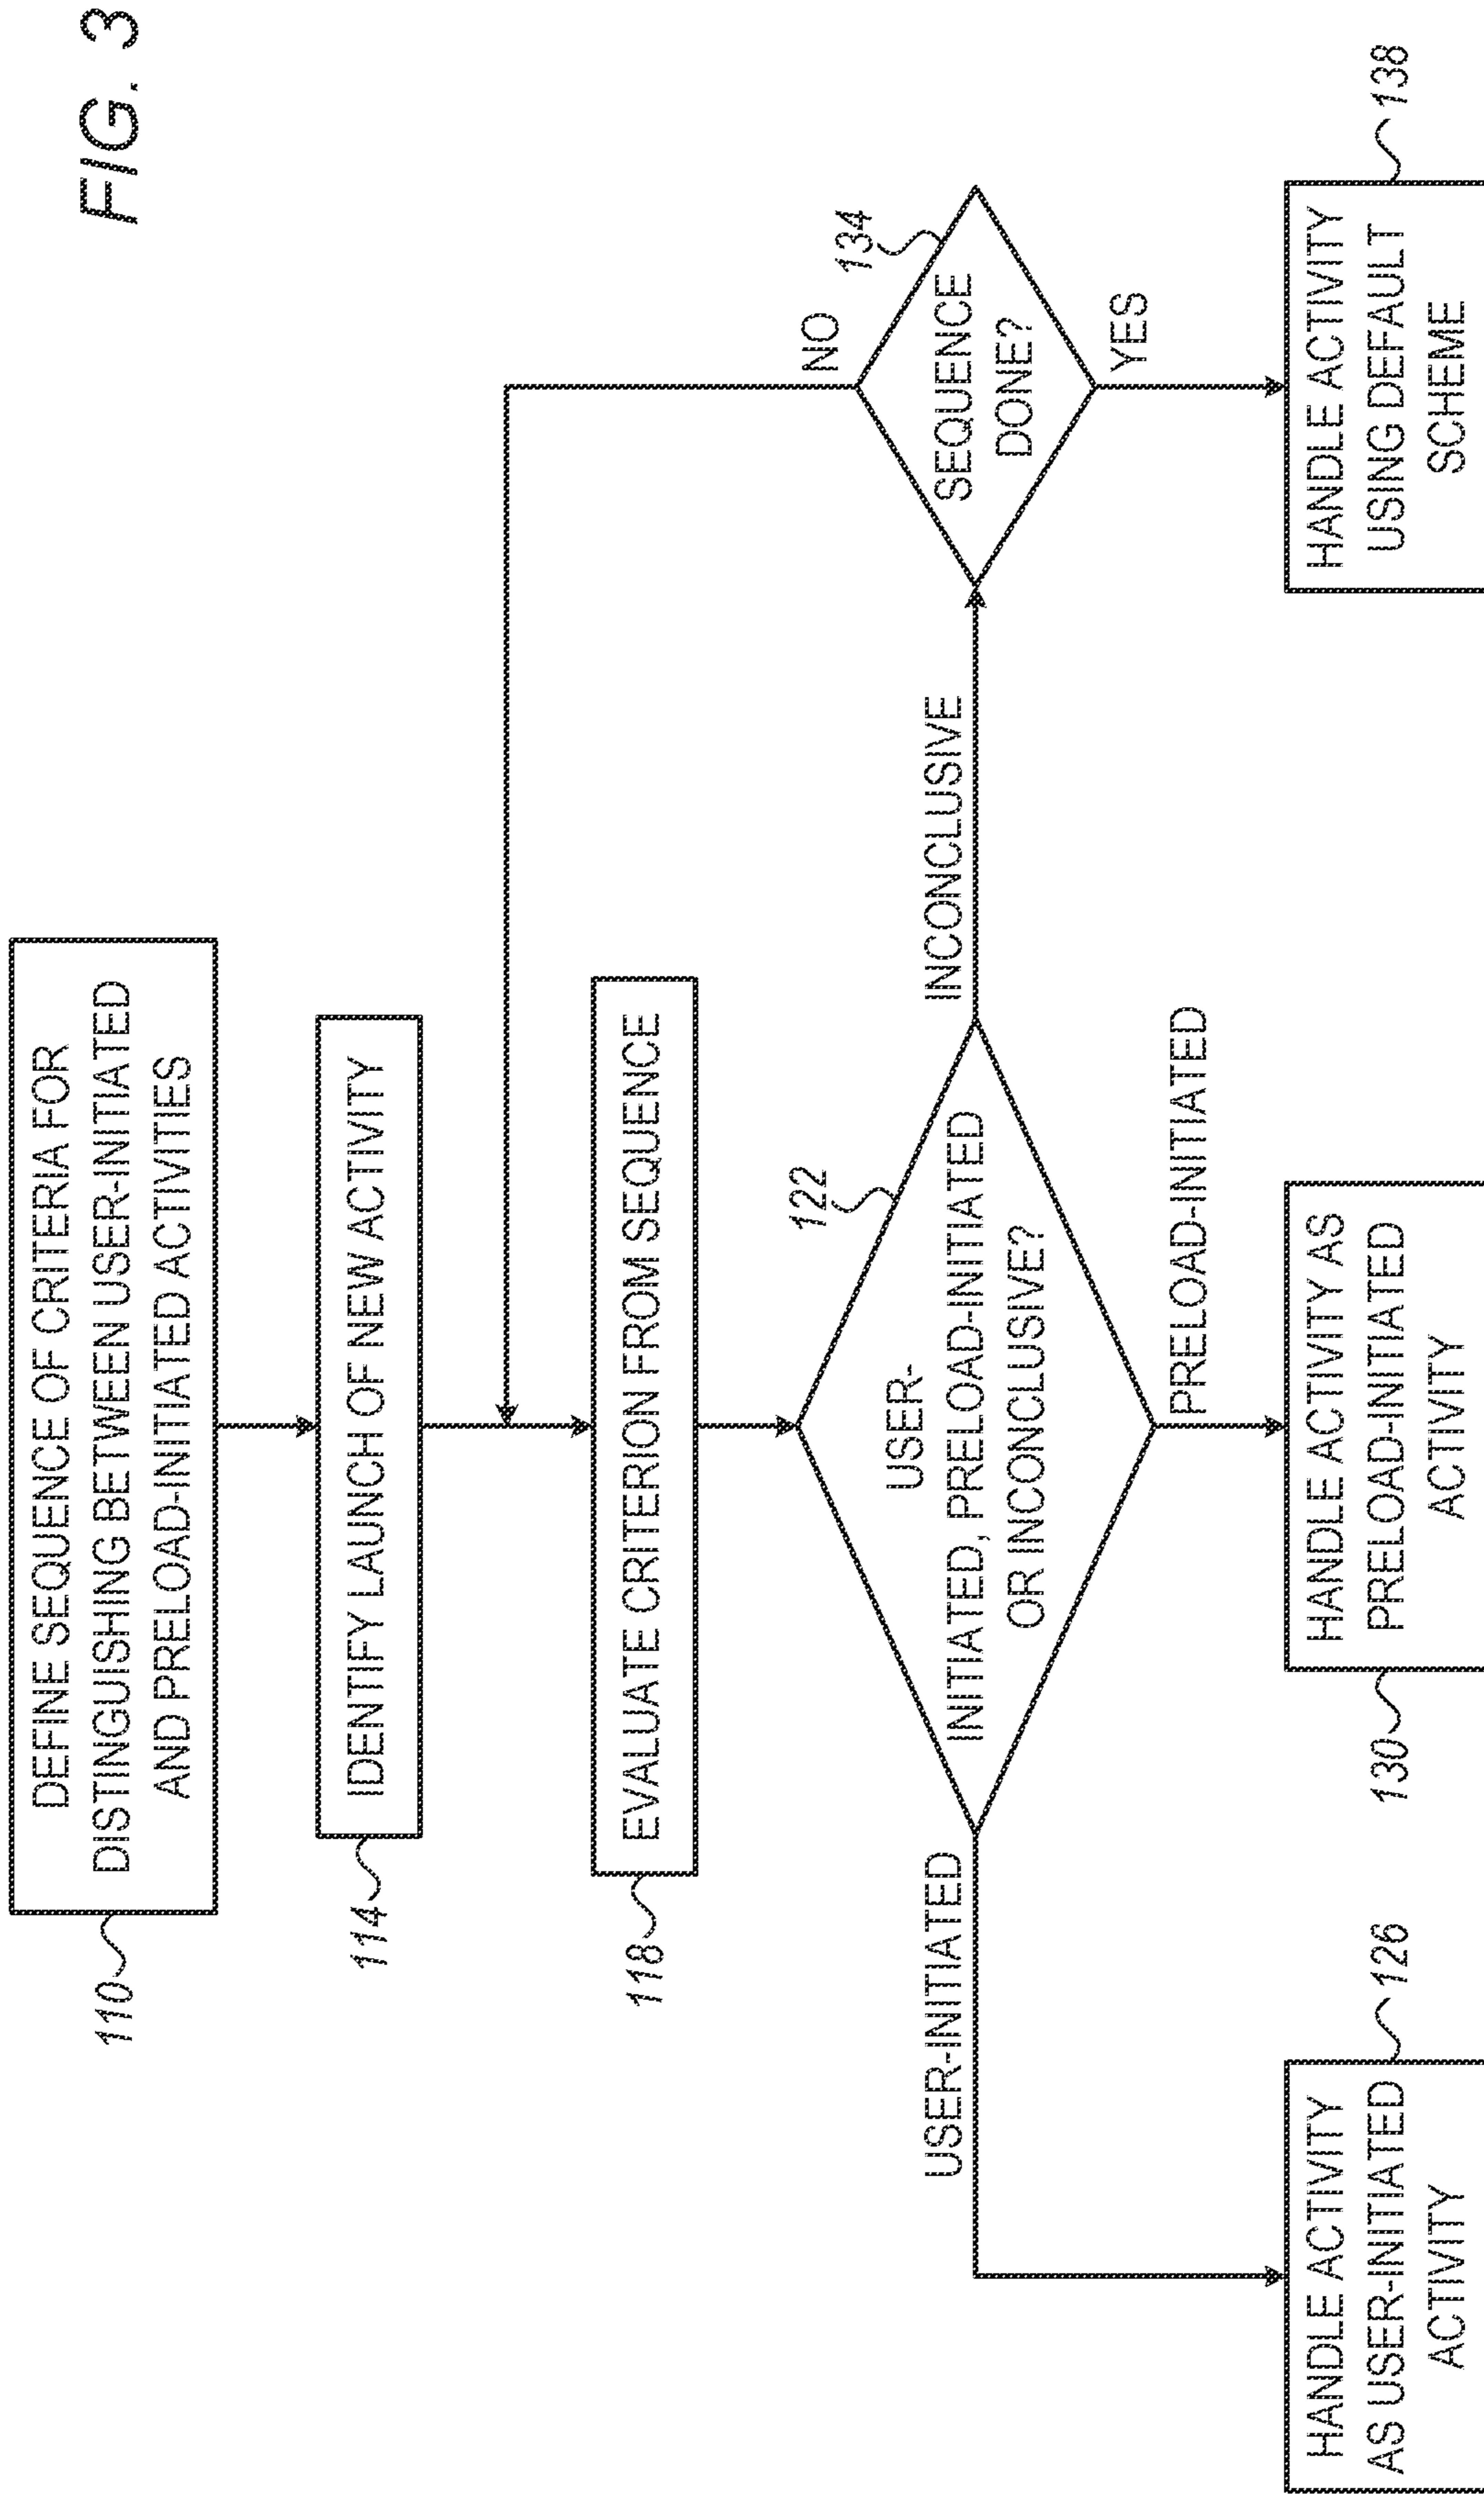 FIG. 3
DEFINE SEQUENCE OF CRITERIA FOR
DISTINGUISHING BETWEEN USER-INITIATED
AND PRELOAD-INITIATED ACTIVITIES
110
IDENTIFY LAUNCH OF NEW ACTIVITY
114
EVALUATE CRITERION FROM SEQUENCE
118
USER-
INITIATED, PRELOAD-INITIATED
OR INCONCLUSIVE?
122
USER-INITIATED
INCONCLUSIVE
PRELOAD-INITIATED
SEQUENCE
DONE?
134
NO
YES
HANDLE ACTIVITY
AS USER-INITIATED
ACTIVITY
126
HANDLE ACTIVITY AS
PRELOAD-INITIATED
ACTIVITY
130
HANDLE ACTIVITY
USING DEFAULT
SCHEME
138